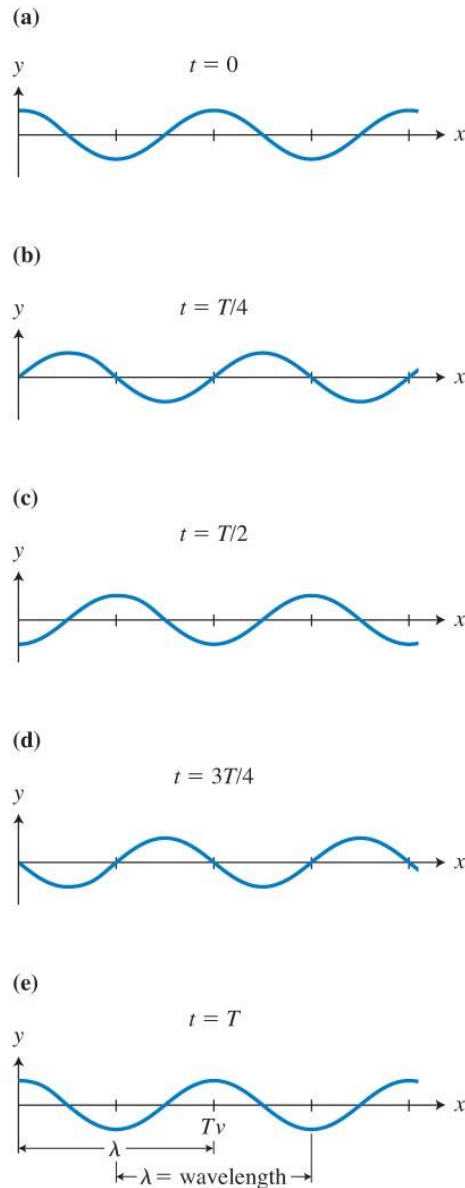 (a)
y
t = 0
x
(b)
y
t = T/4
x
(c)
t = T/2
y
x
(d)
t = 3T/4
y
x
(e)
t = T
y
x
Tv
λ
λ = wavelength